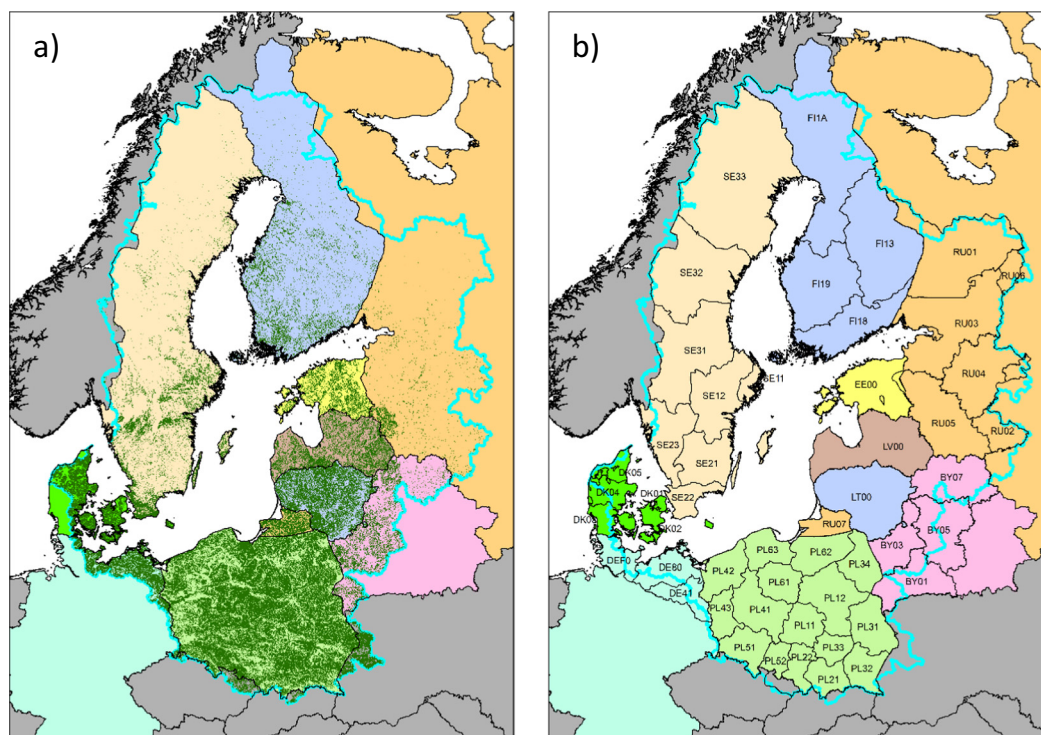 a)
b)
FI1A
SE33
FI13
RU01
RU06
SE32
FI19
FI18
RU03
SE31
SE11
SE12
EE00
RU04
RU05
RU02
SE23
LV00
SE21
DK05
BY07
DK04
DK01
SE22
LT00
DK03
RU07
BY05
DK02
BY03
PL63
PL62
DEF0
DE80
PL42
PL34
BY01
PL61
DE41
PL43
PL41
PL12
PL11
PL31
PL51
PL33
PL52
PL22
PL32
PL21